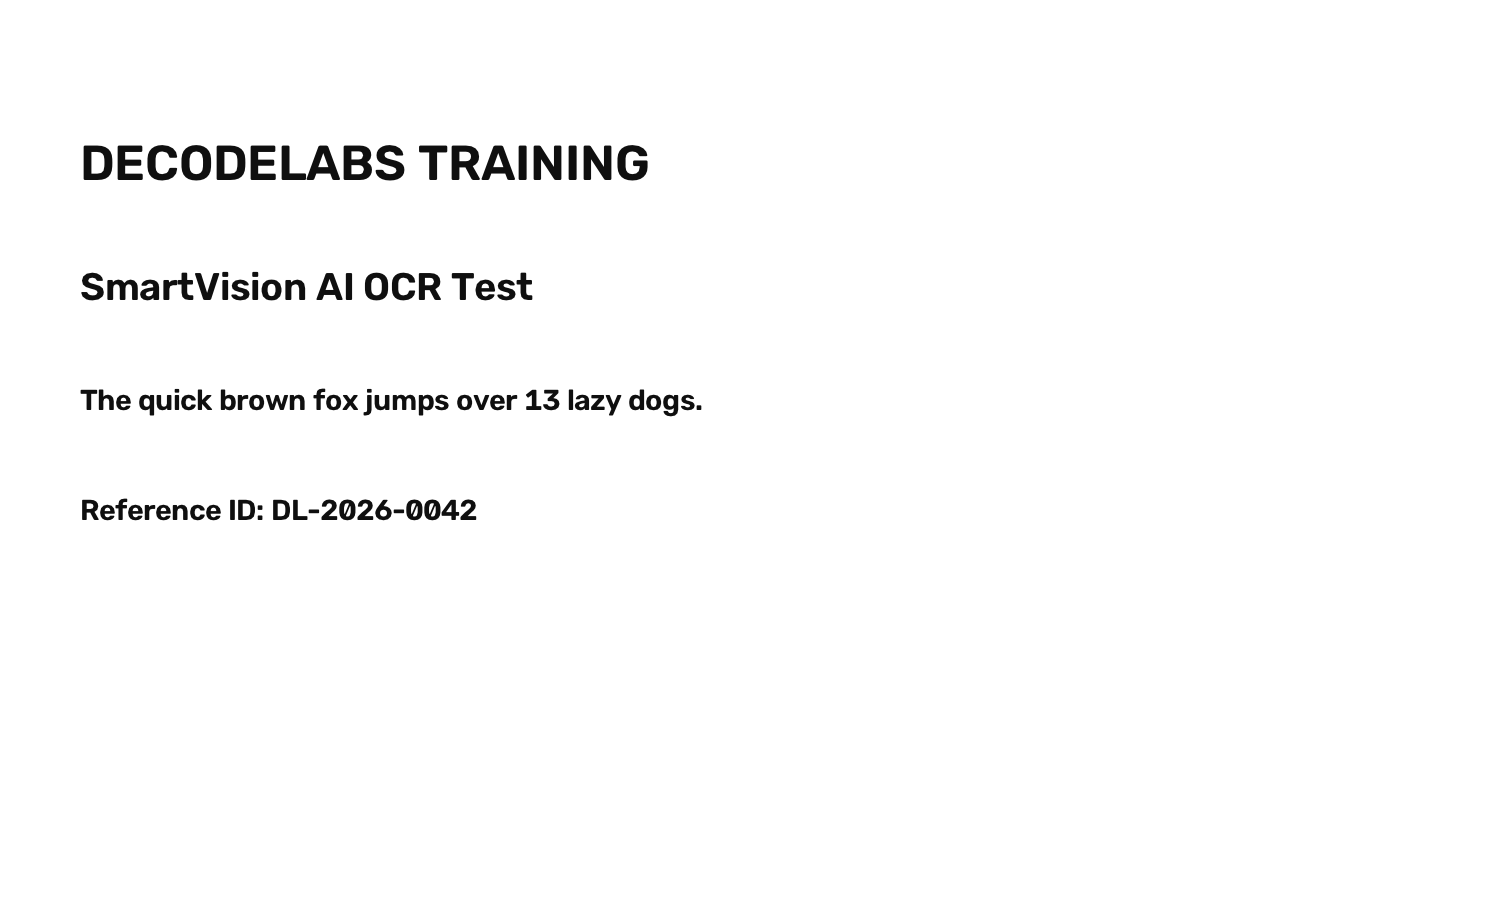 DECODELABS TRAINING
SmartVision AI OCR Test
The quick brown fox jumps over 13 lazy dogs.
Reference ID: DL-2026-0042